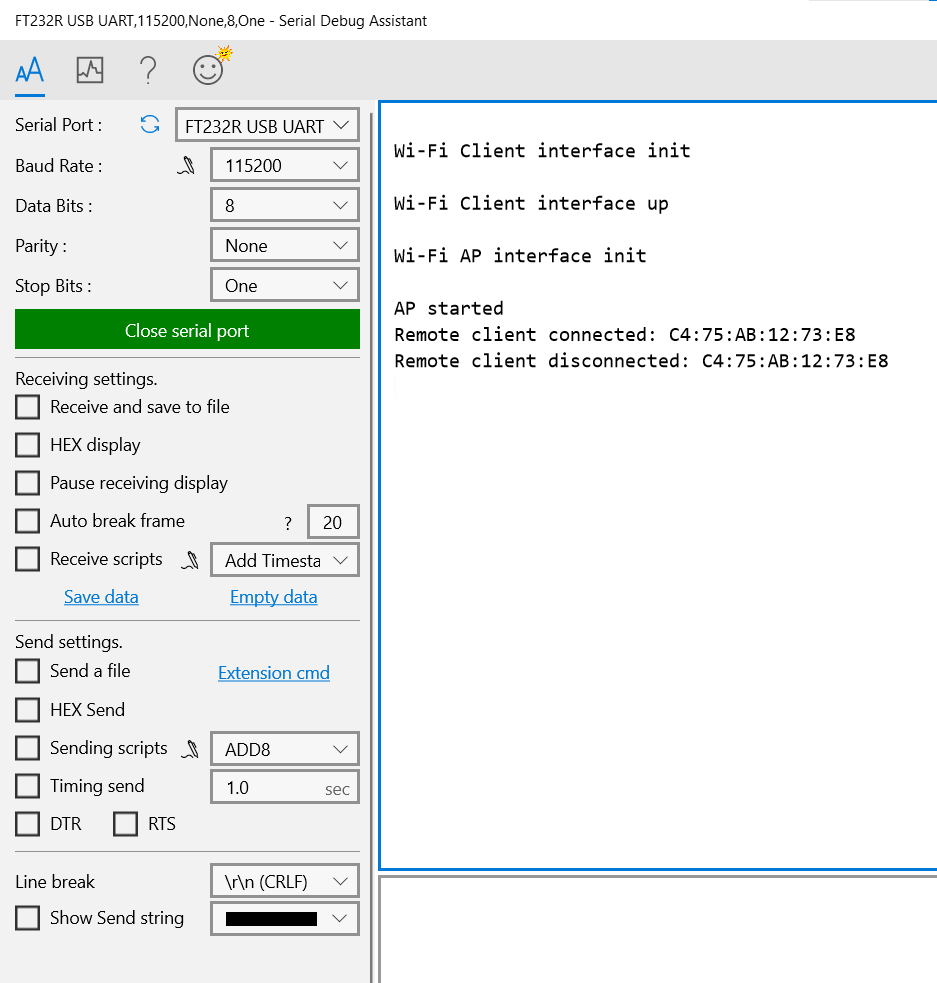 FT232R USB UART,115200,None,8,One - Serial Debug Assistant
AA
?
Serial Port :
FT232R USB UART
Baud Rate :
115200
Data Bits :
8
Parity :
None
Stop Bits :
One
Close serial port
Receiving settings.
Receive and save to file
HEX display
Pause receiving display
Auto break frame ? 20
Receive scripts
Add Timesta
Save data
Empty data
Send settings.
Send a file
Extension cmd
HEX Send
Sending scripts
ADD8
Timing send
1.0 sec
DTR
RTS
Line break
\r\n (CRLF)
Show Send string
Wi-Fi Client interface init
Wi-Fi Client interface up
Wi-Fi AP interface init
AP started
Remote client connected: C4:75:AB:12:73:E8
Remote client disconnected: C4:75:AB:12:73:E8